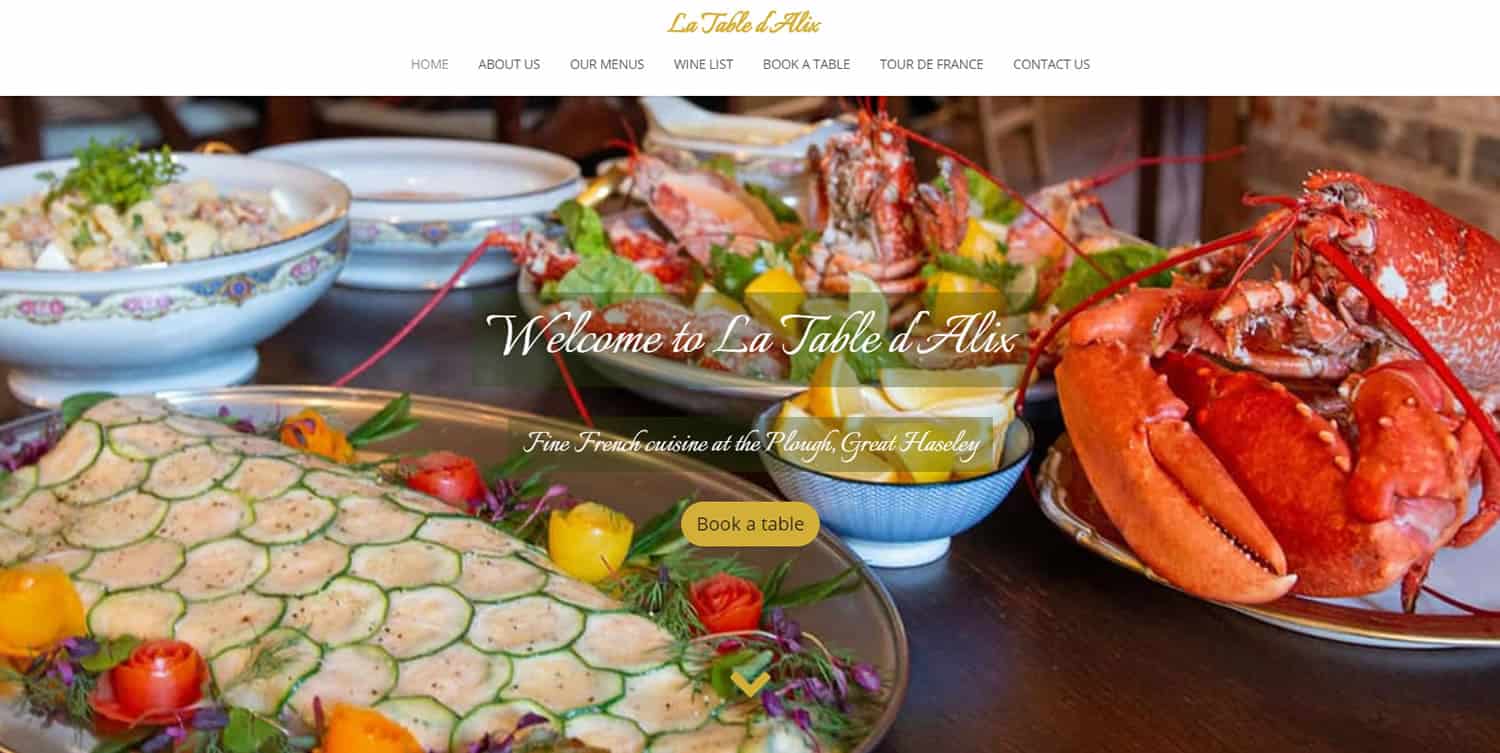 La Table d'Alix
HOME ABOUT US OUR MENUS WINE LIST BOOK A TABLE TOUR DE FRANCE CONTACT US
Welcome to La Table d'Alix
Fine French cuisine at the Plough, Great Haseley
Book a table